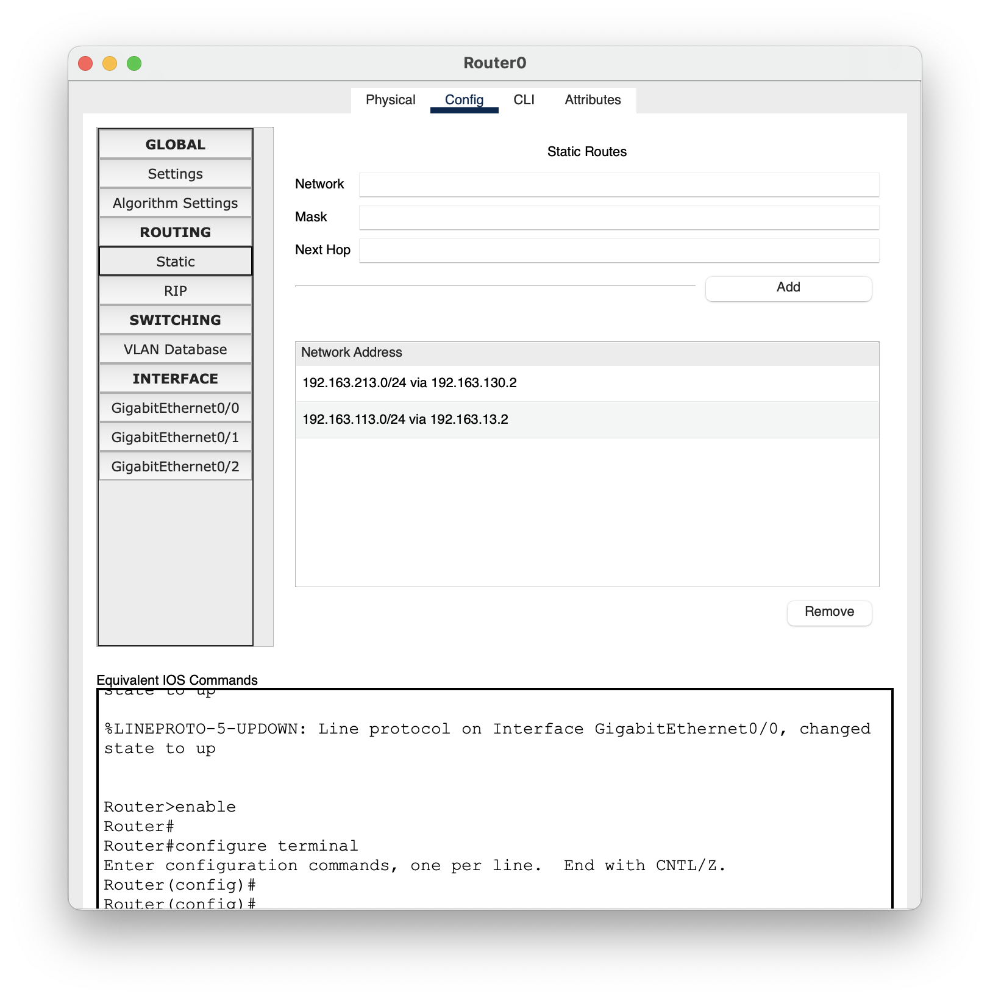 Router0
Physical
Config
CLI
Attributes
GLOBAL
Settings
Algorithm Settings
ROUTING
Static
RIP
SWITCHING
VLAN Database
INTERFACE
GigabitEthernet0/0
GigabitEthernet0/1
GigabitEthernet0/2
Static Routes
Network
Mask
Next Hop
Add
Network Address
192.163.213.0/24 via 192.163.130.2
192.163.113.0/24 via 192.163.13.2
Remove
Equivalent IOS Commands
state to up
%LINEPROTO-5-UPDOWN: Line protocol on Interface GigabitEthernet0/0, changed
state to up
Router>enable
Router#
Router#configure terminal
Enter configuration commands, one per line.  End with CNTL/Z.
Router(config)#
Router(config)#